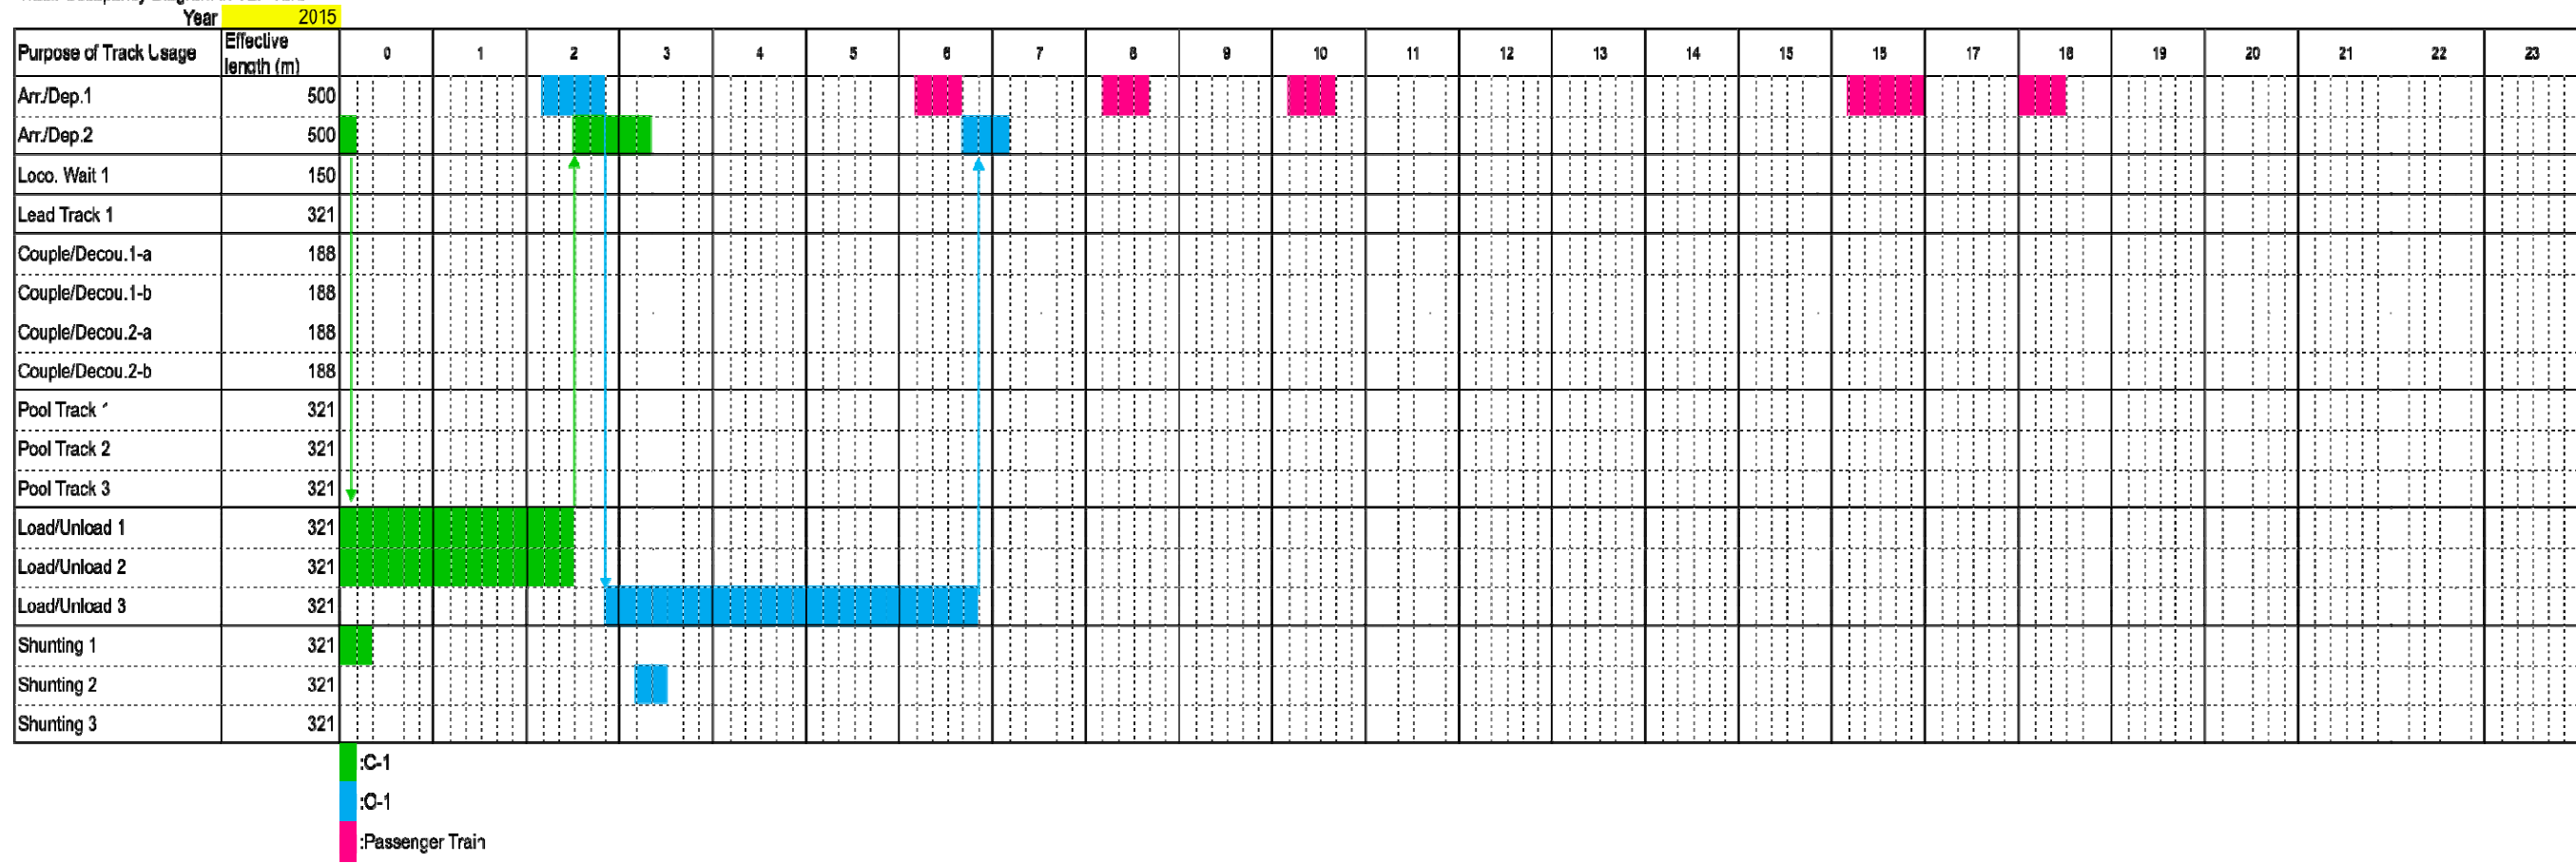 Year 2015
Purpose of Track Usage Effective length (m) 0 1 2 3 4 5 6 7 8 9 10 11 12 13 14 15 15 17 18 19 20 21 22 23
Arr./Dep.1 500
Arr./Dep.2 500
Loco. Wait 1 150
Lead Track 1 321
Couple/Decou.1-a 188
Couple/Decou.1-b 188
Couple/Decou.2-a 188
Couple/Decou.2-b 188
Pool Track 321
Pool Track 2 321
Pool Track 3 321
Load/Unload 1 321
Load/Unload 2 321
Load/Unload 3 321
Shunting 1 321
Shunting 2 321
Shunting 3 321
:C-1
:O-1
:Passenger Train